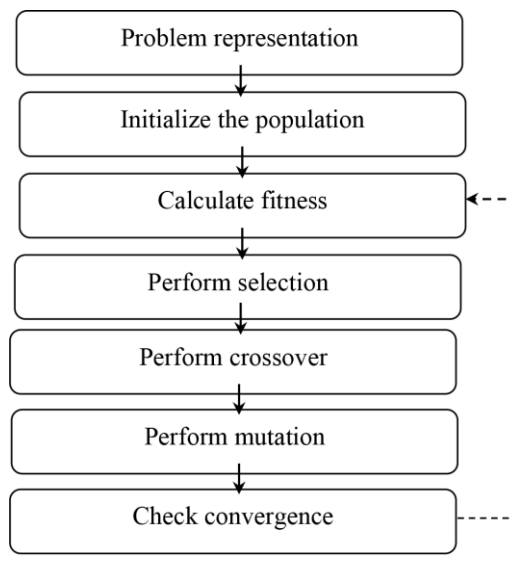 Problem representation
Initialize the population
Calculate fitness
Perform selection
Perform crossover
Perform mutation
Check convergence